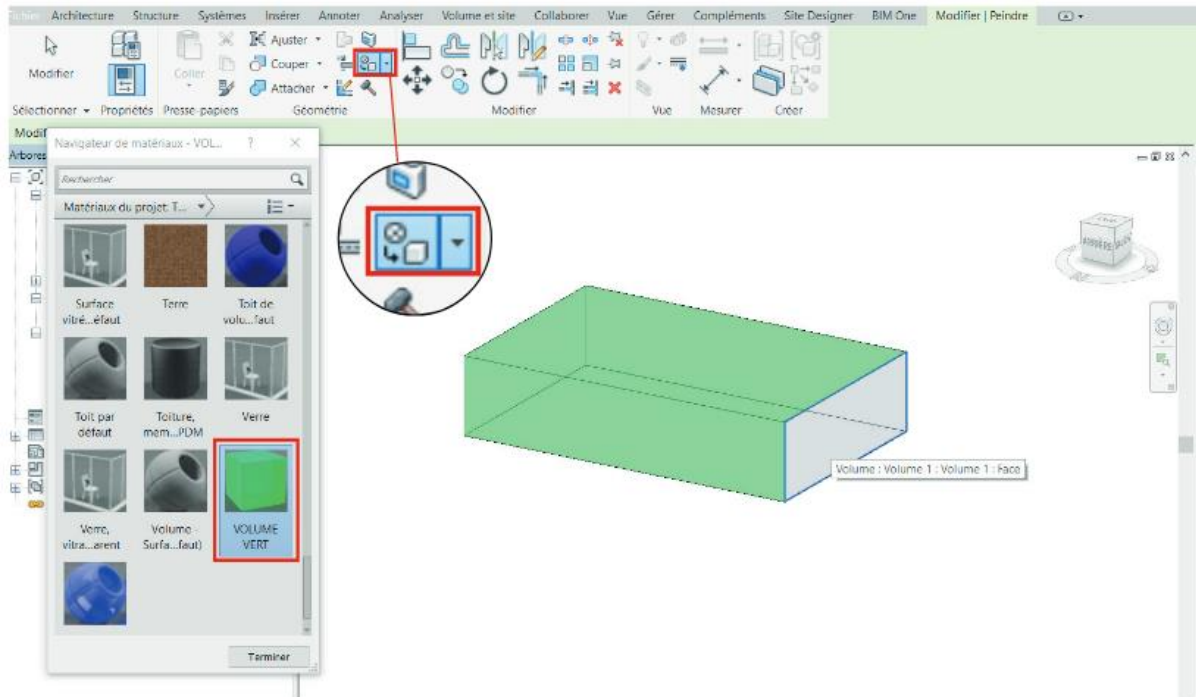 Fichier Architecture Structure Systèmes Insérer Annoter Analyser Volume et site Collaborer Vue Gérer Compléments Site Designer BIM One Modifier | Peindre
Modifier
Coller
Ajuster
Couper
Attacher
Sélectionner Propriétés Presse-papiers Géométrie Modifier Vue Mesurer Créer
Modif
Arbores
Navigateur de matériaux - VOL... ? ×
Rechercher
Matériaux du projet: T...
Surface
vitré...éfaut
Terre
Toit de
volu...faut
Toit par
défaut
Toiture,
mem...PDM
Verre
Verre,
vitra...arent
Volume -
Surfa...faut)
VOLUME
VERT
Terminer
Volume : Volume 1 : Volume 1 : Face